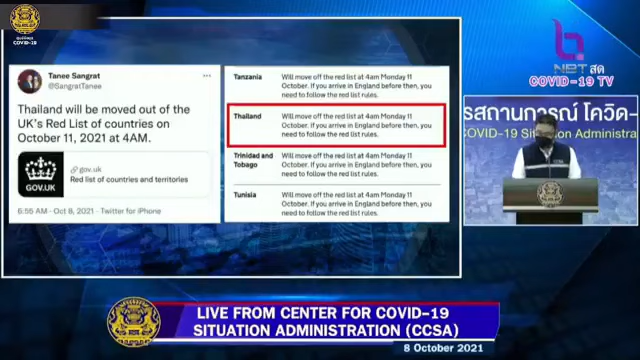 COVID-19
NBT สด
COVID-19 TV
Tanee Sangrat
@SangratTanee
Thailand will be moved out of the
UK's Red List of countries on
October 11, 2021 at 4AM.
GOV.UK
gov.uk
Red list of countries and territories
6:56 AM · Oct 8, 2021 · Twitter for iPhone
Tanzania
Will move off the red list at 4am Monday 11
October. If you arrive in England before then, you
need to follow the red list rules.
Thailand
Will move off the red list at 4am Monday 11
October. If you arrive in England before then, you
need to follow the red list rules.
Trinidad and
Tobago
Will move off the red list at 4am Monday 11
October. If you arrive in England before then, you
need to follow the red list rules.
Tunisia
Will move off the red list at 4am Monday 11
October. If you arrive in England before then, you
need to follow the red list rules.
รสถานการณ์ โควิด-
COVID-19 Situation Administra
LIVE FROM CENTER FOR COVID-19
SITUATION ADMINISTRATION (CCSA)
8 October 2021